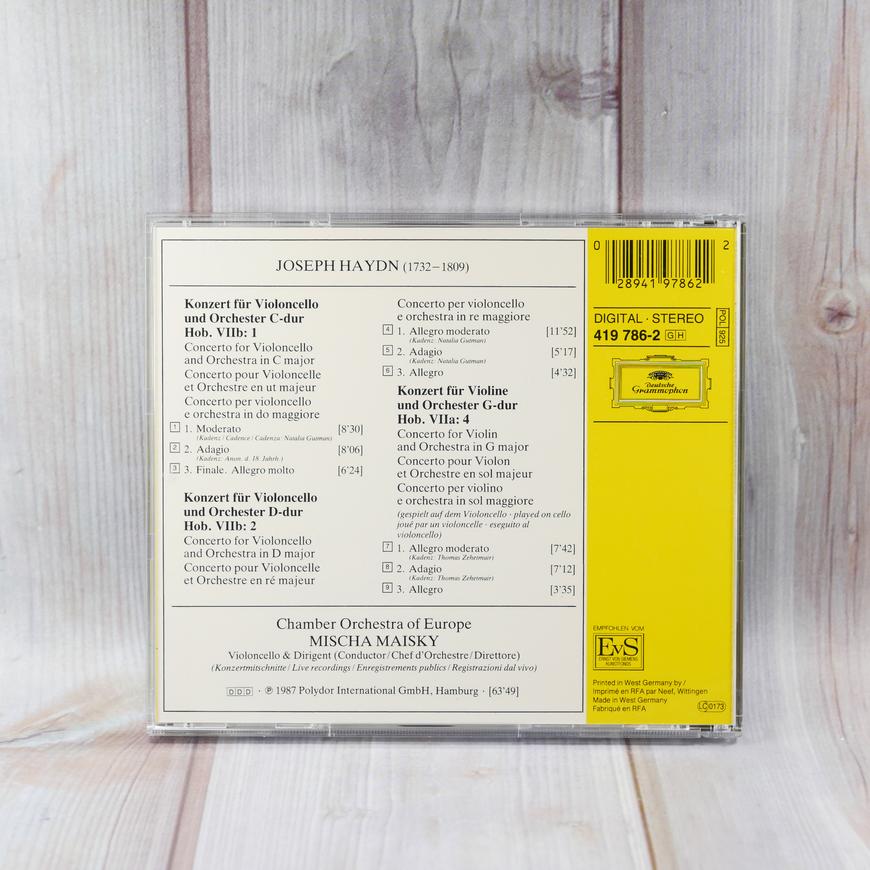 JOSEPH HAYDN (1732–1809)
Konzert für Violoncello
und Orchester C-dur
Hob. VIIb: 1
Concerto for Violoncello
and Orchestra in C major
Concerto pour Violoncelle
et Orchestre en ut majeur
Concerto per violoncello
e orchestra in do maggiore
1 1. Moderato [8'30]
(Kadenz / Cadence / Cadenza: Natalia Gutman)
2 2. Adagio [8'06]
(Kadenz: Anon. d. 18. Jahrh.)
3 3. Finale. Allegro molto [6'24]
Konzert für Violoncello
und Orchester D-dur
Hob. VIIb: 2
Concerto for Violoncello
and Orchestra in D major
Concerto pour Violoncelle
et Orchestre en ré majeur
Concerto per violoncello
e orchestra in re maggiore
4 1. Allegro moderato [11'52]
(Kadenz: Natalia Gutman)
5 2. Adagio [5'17]
(Kadenz: Natalia Gutman)
6 3. Allegro [4'32]
Konzert für Violine
und Orchester G-dur
Hob. VIIa: 4
Concerto for Violin
and Orchestra in G major
Concerto pour Violon
et Orchestre en sol majeur
Concerto per violino
e orchestra in sol maggiore
(gespielt auf dem Violoncello · played on cello
joué par un violoncelle · eseguito al
violoncello)
7 1. Allegro moderato [7'42]
(Kadenz: Thomas Zehetmair)
8 2. Adagio [7'12]
(Kadenz: Thomas Zehetmair)
9 3. Allegro [3'35]
Chamber Orchestra of Europe
MISCHA MAISKY
Violoncello & Dirigent (Conductor / Chef d'Orchestre / Direttore)
(Konzertmitschnitte / Live recordings / Enregistrements publics / Registrazioni dal vivo)
DDD · ℗ 1987 Polydor International GmbH, Hamburg · [63'49]
0 28941 97862 2
DIGITAL · STEREO
419 786-2 GH
POL 925
Deutsche
Grammophon
EMPFOHLEN VOM
EvS
ERNST VON SIEMENS
KUNSTFONDS
Printed in West Germany by /
Imprimé en RFA par Neef, Wittingen
Made in West Germany
Fabriqué en RFA
LC 0173